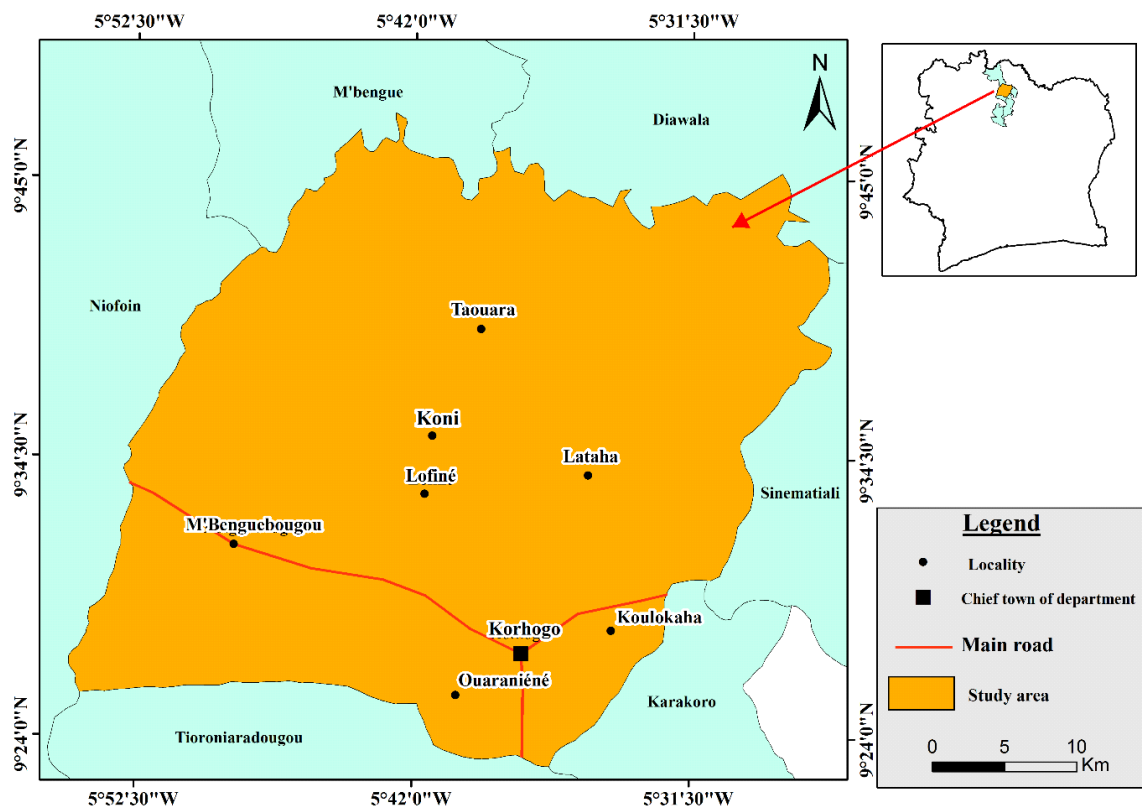 5°52'30"W
5°42'0"W
5°31'30"W
N
M'bengue
Diawala
9°45'0"N
9°45'0"N
Niofoin
Taouara
Koni
Lataha
Lofiné
9°34'30"N
9°34'30"N
Sinematiali
M'Benguebougou
Legend
Locality
Chief town of department
Koulokaha
Korhogo
Main road
Ouaraniéné
Study area
Karakoro
Tioroniaradougou
9°24'0"N
9°24'0"N
0 5 10
Km
5°52'30"W
5°42'0"W
5°31'30"W